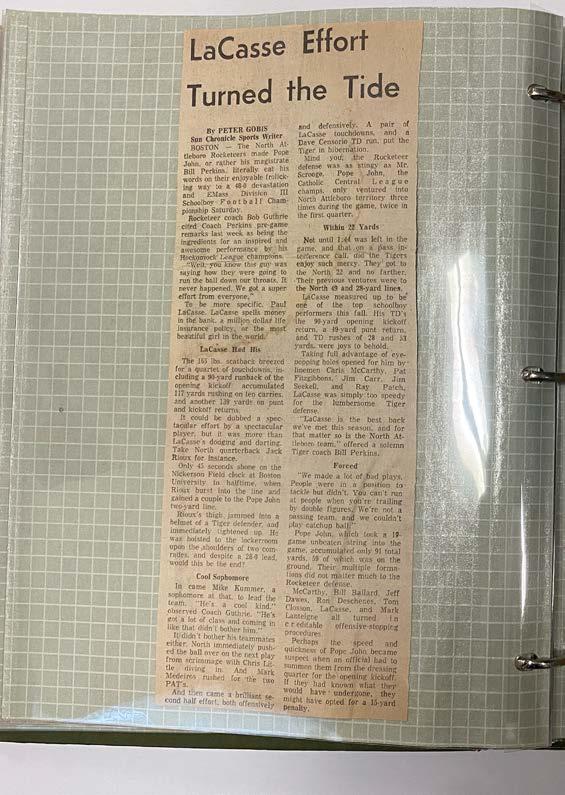 LaCasse Effort
Turned the Tide
By PETER GOBIS
Sun Chronicle Sports Writer
BOSTON — The North At-
tleboro Rocketeers made Pope
John, or rather his magistrate
Bill Perkins, literally eat his
words on their enjoyable frolick-
ing way to a 48-0 devastation
and EMass Division III
Schoolboy Football Cham-
pionship Saturday.
Rocketeer coach Bob Guthrie
cited Coach Perkins pre-game
remarks last week as being the
ingredients for an inspired and
awesome performance by his
Hockomock League champions.
"Well, you know this guy was
saying how they were going to
run the ball down our throats. It
never happened. We got a super
effort from everyone."
To be more specific, Paul
LaCasse. LaCasse spells money
in the bank, a million dollar life
insurance policy, or the most
beautiful girl in the world.
LaCasse Had His
The 165 lbs. scatback breezed
for a quartet of touchdowns, in-
cluding a 90-yard runback of the
opening kickoff accumulated
117 yards rushing on ten carries,
and another 139 yards on punt
and kickoff returns.
It could be dubbed a spec-
tacular effort by a spectacular
player, but it was more than
LaCasse's dodging and darting.
Take North quarterback Jack
Rioux for instance.
Only 45 seconds shone on the
Nickerson Field clock at Boston
University to halftime, when
Rioux burst into the line and
gained a couple to the Pope John
two-yard line.
Rioux's thigh jammed into a
helmet of a Tiger defender, and
immediately tightened up. He
was hoisted to the lockerroom
upon the shoulders of two com-
rades, and despite a 28-0 lead,
would this be the end?
Cool Sophomore
In came Mike Kummer, a
sophomore at that, to lead the
team. "He's a cool kind,"
observed Coach Guthrie. "He's
got a lot of class and coming in
like that didn't bother him."
It didn't bother his teammates
either. North immediately push-
ed the ball over on the next play
from scrimmage with Chris Lit-
tle diving in. And Mark
Medeiros rushed for the two
PAT's.
And then came a brilliant se-
cond half effort, both offensively
and defensively. A pair of
LaCasse touchdowns, and a
Dave Censorio TD run, put the
Tiger in hibernation.
Mind you, the Rocketeer
defense was as stingy as Mr.
Scrooge. Pope John, the
Catholic Central League
champs, only ventured into
North Attleboro territory three
times during the game, twice in
the first quarter.
Within 22 Yards
Not until 1:44 was left in the
game, and that on a pass in-
terference call, did the Tigers
enjoy such mercy. They got to
the North 22 and no farther.
Their previous ventures were to
the North 49 and 28-yard lines.
LaCasse measured up to be
one of the top schoolboy
performers this fall. His TD's
the 90-yard opening kickoff
return, a 49-yard punt return,
and TD rushes of 28 and 53
yards, were joys to behold.
Taking full advantage of eye-
popping holes opened for him by
linemen Chris McCarthy, Pat
Fitzgibbons, Jim Carr, Jim
Seekell, and Ray Patch,
LaCasse was simply too speedy
for the lumbersome Tiger
defense.
"LaCasse is the best back
we've met this season, and for
that matter so is the North At-
tleboro team," offered a solemn
Tiger coach Bill Perkins.
Forced
"We made a lot of bad plays.
People were in a position to
tackle but didn't. You can't run
at people when you're trailing
by double figures. We're not a
passing team, and we couldn't
play catchup ball."
Pope John, which took a 19-
game unbeaten string into the
game, accumulated only 91 total
yards, 59 of which was on the
ground. Their multiple forma-
tions did not matter much to the
Rocketeer defense.
McCarthy, Bill Ballard, Jeff
Dawes, Ron Deschenes, Tom
Closson, LaCasse, and Mark
Lanteigne all turned in
creditable offensive-stopping
procedures.
Perhaps the speed and
quickness of Pope John became
suspect when an official had to
summon them from the dressing
quarter for the opening kickoff.
If they had known what they
would have undergone, they
might have opted for a 15-yard
penalty.